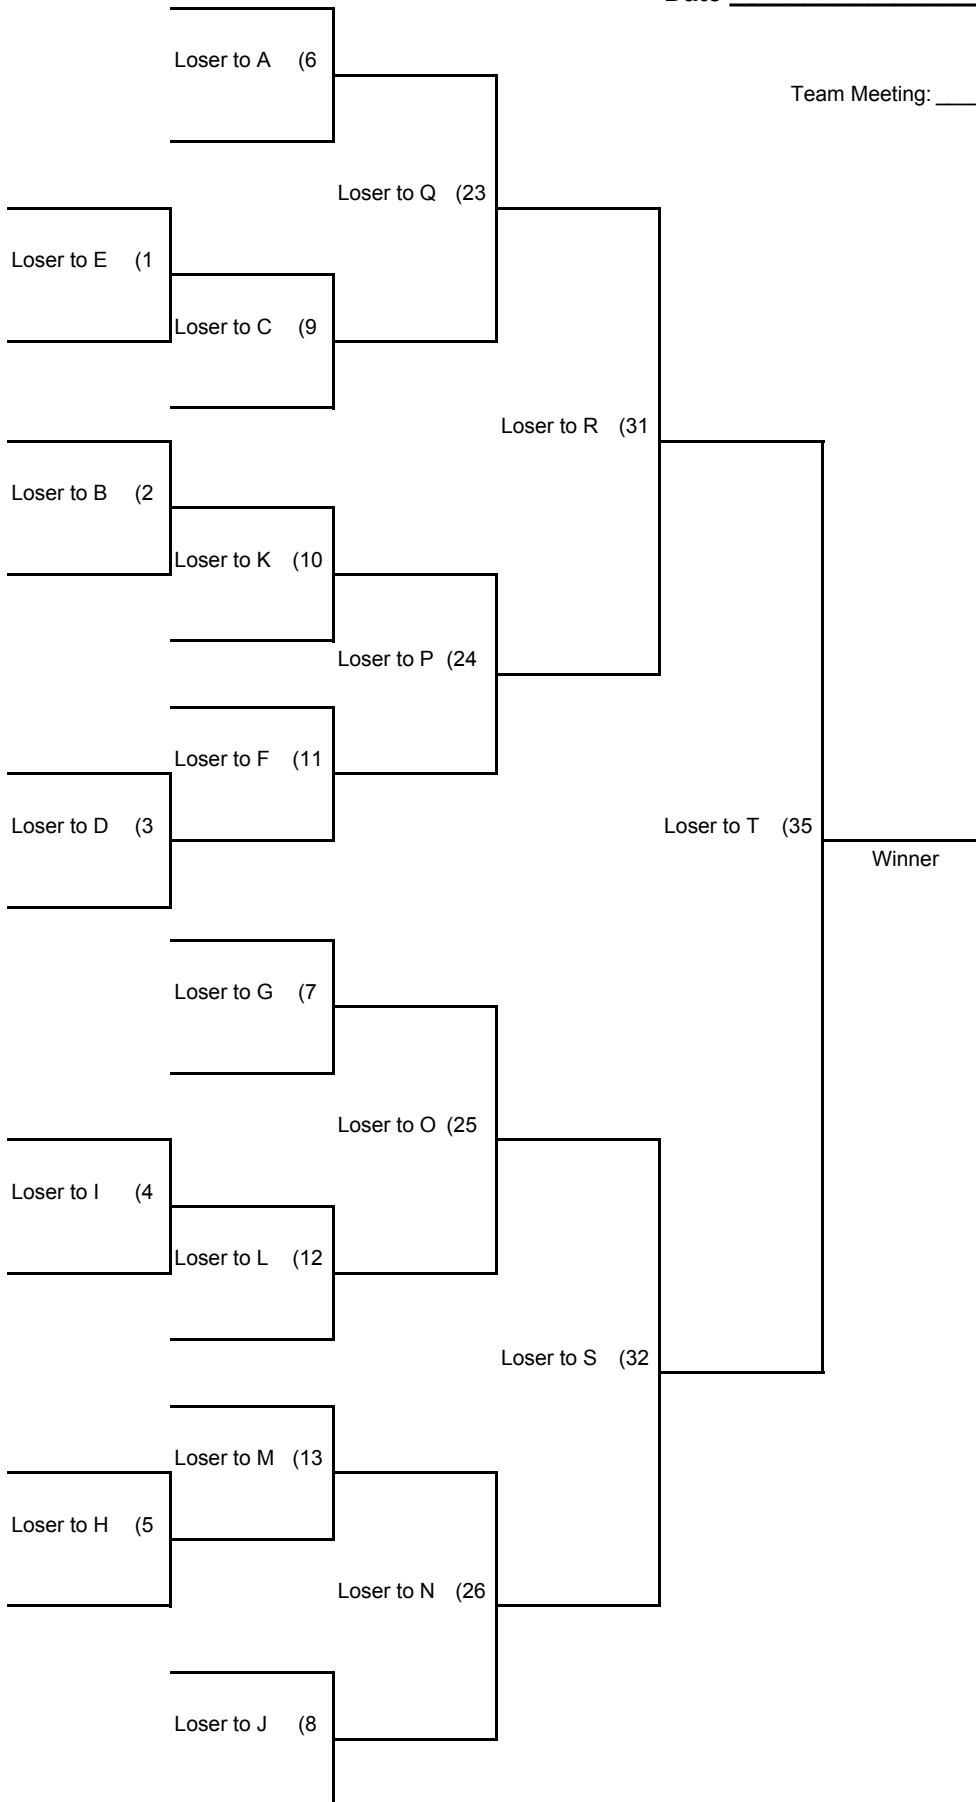 Loser to A (6
Team Meeting: ____
Loser to Q (23
Loser to E (1
Loser to C (9
Loser to R (31
Loser to B (2
Loser to K (10
Loser to P (24
Loser to F (11
Loser to D (3
Loser to T (35
Winner
Loser to G (7
Loser to O (25
Loser to I (4
Loser to L (12
Loser to S (32
Loser to M (13
Loser to H (5
Loser to N (26
Loser to J (8